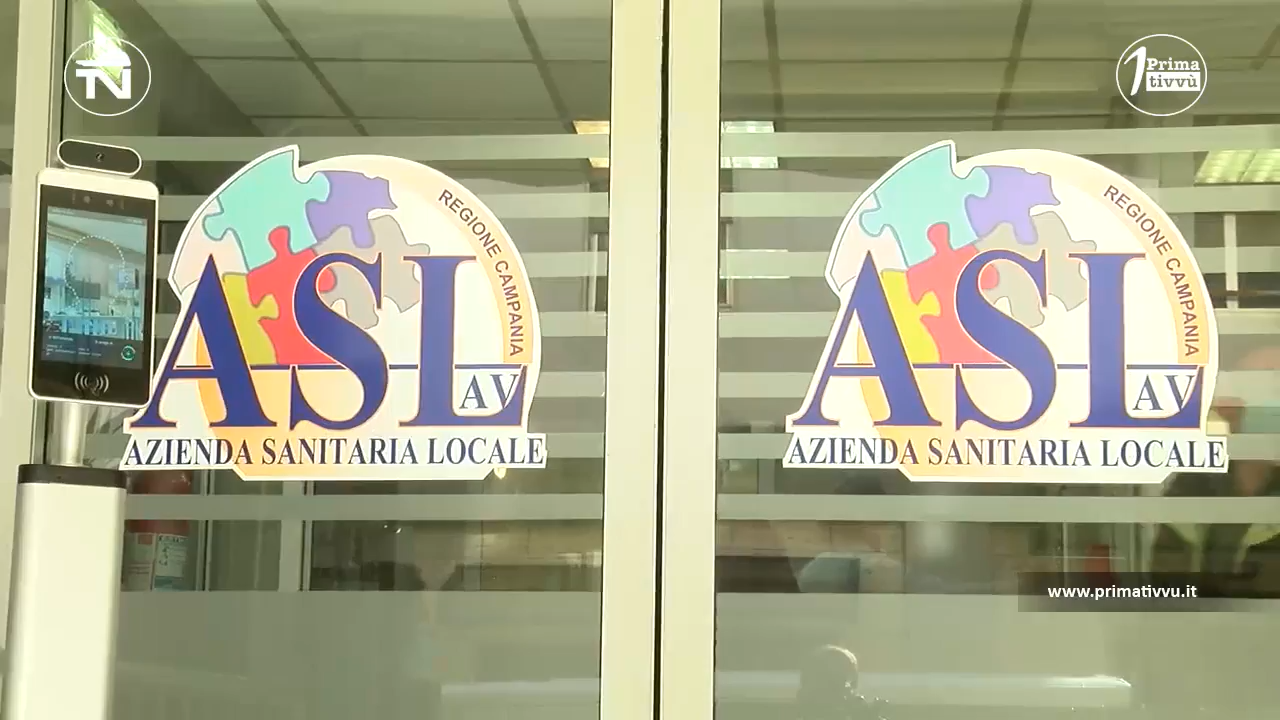 TN
1 Prima
tivvù
REGIONE CAMPANIA
ASL
AV
AZIENDA SANITARIA LOCALE
REGIONE CAMPANIA
ASL
AV
AZIENDA SANITARIA LOCALE
www.primativvu.it